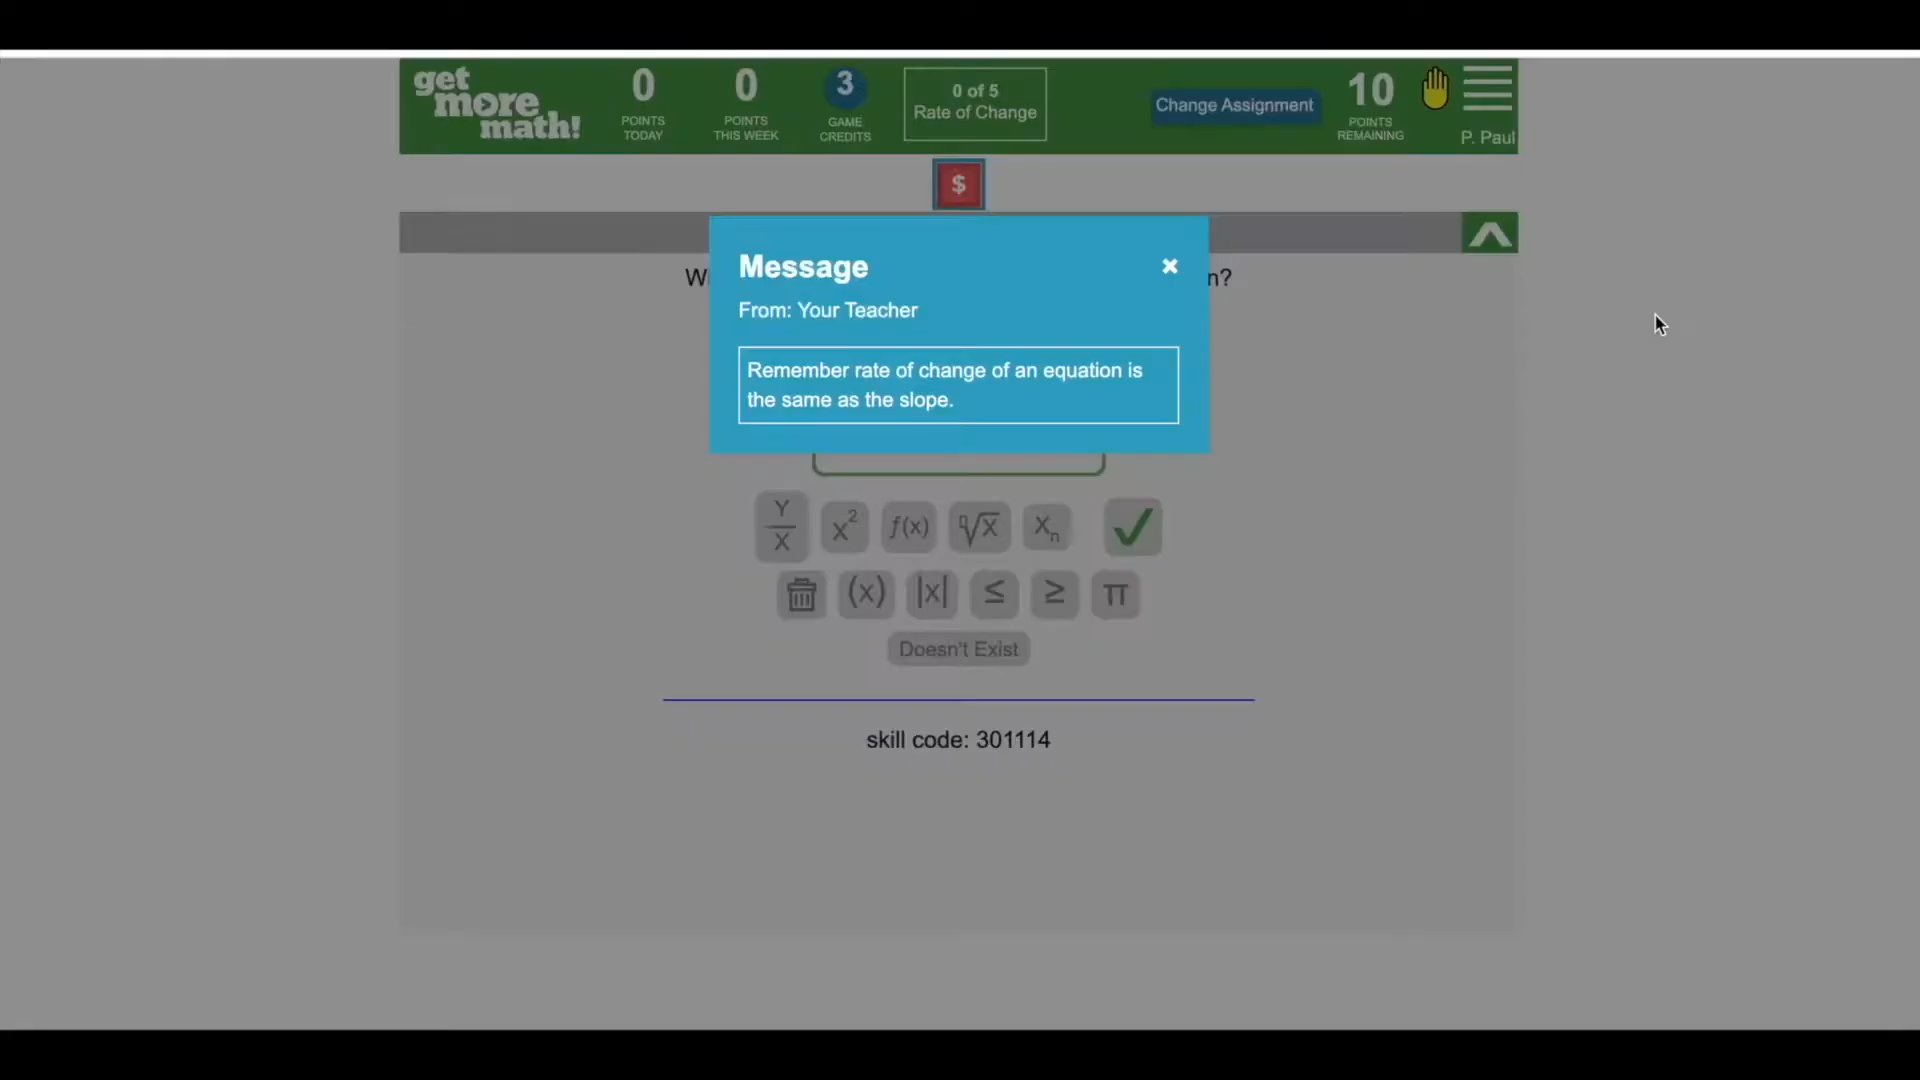 get more math!
0 POINTS TODAY
0 POINTS THIS WEEK
3 GAME CREDITS
0 of 5
Rate of Change
Change Assignment
10 POINTS REMAINING
P. Paul
$
Message
From: Your Teacher
Remember rate of change of an equation is
the same as the slope.
Y/X x² f(x) ⁿ√x Xₙ
(x) |x| ≤ ≥ π
Doesn't Exist
skill code: 301114